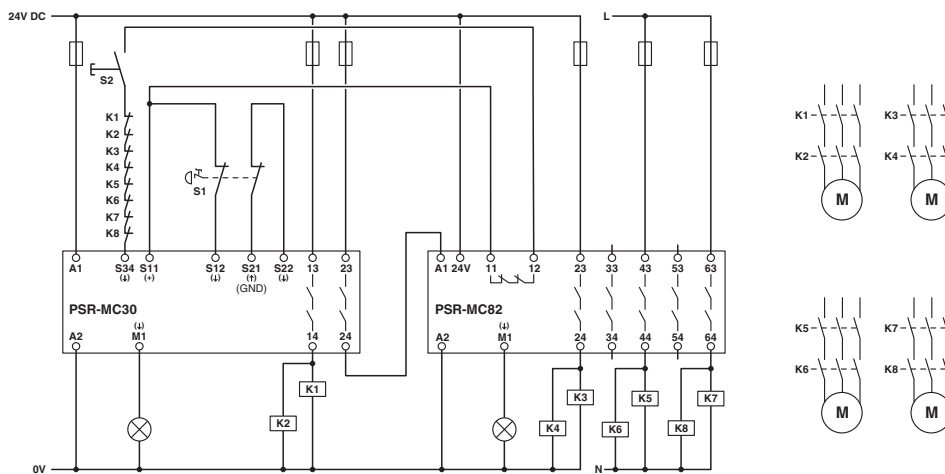 24V DC
L
S2
K1
K2
K3
K4
K5
K6
K7
K8
S1
A1 S34 S11 S12 S21 S22 13 23
(↓) (+) (↓) (↑) (↓)
(GND)
PSR-MC30
(↓)
A2 M1 14 24
K1
K2
0V
A1 24V 11 12 23 33 43 53 63
PSR-MC82
(↓)
A2 M1 24 34 44 54 64
K3 K5 K7
K4 K6 K8
N
K1 K3
K2 K4
M M
K5 K7
K6 K8
M M